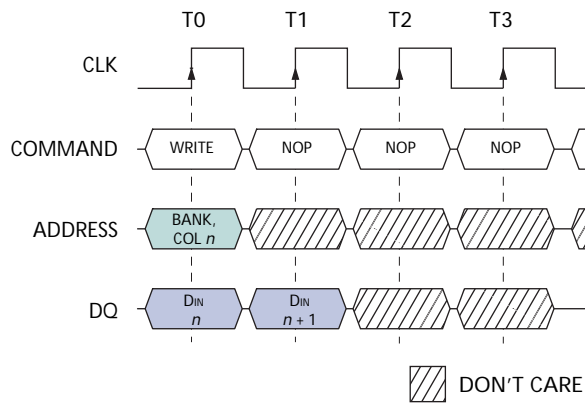 T0 T1 T2 T3
CLK
COMMAND WRITE NOP NOP NOP
ADDRESS BANK,
COL n
DQ DIN DIN
n n + 1
DON'T CARE